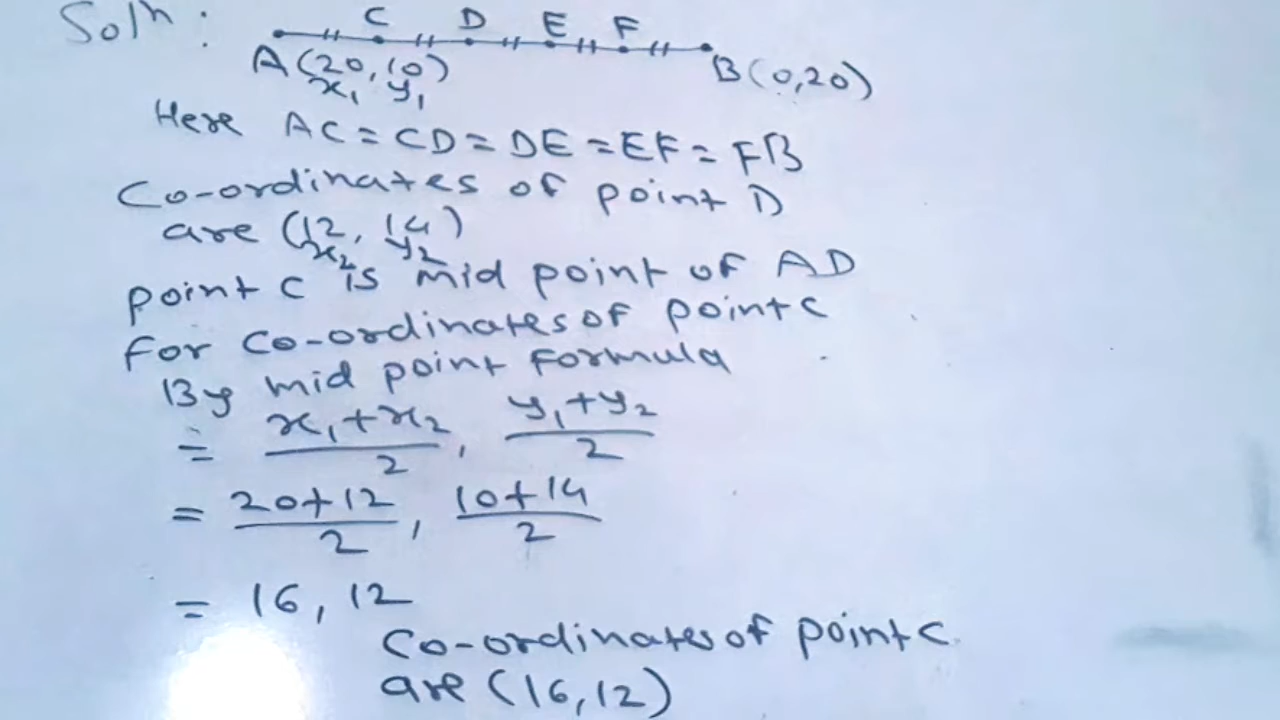 Soln :
C D E F
A (20,10) B (0,20)
x₁ y₁
Here AC = CD = DE = EF = FB
Co-ordinates of point D
are (12, 14)
x₂ y₂
point C is mid point of AD
For co-ordinates of point C
By mid point formula
= x₁+x₂/2, y₁+y₂/2
= 20+12/2, 10+14/2
= 16, 12
Co-ordinates of point C
are (16,12)